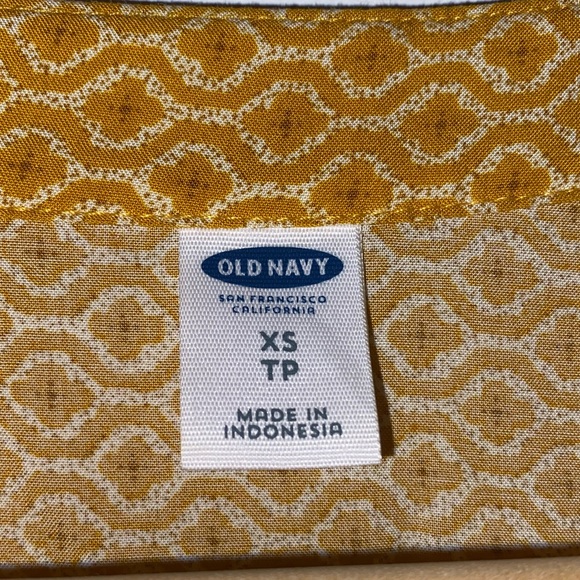 OLD NAVY
SAN FRANCISCO
CALIFORNIA
XS
TP
MADE IN
INDONESIA